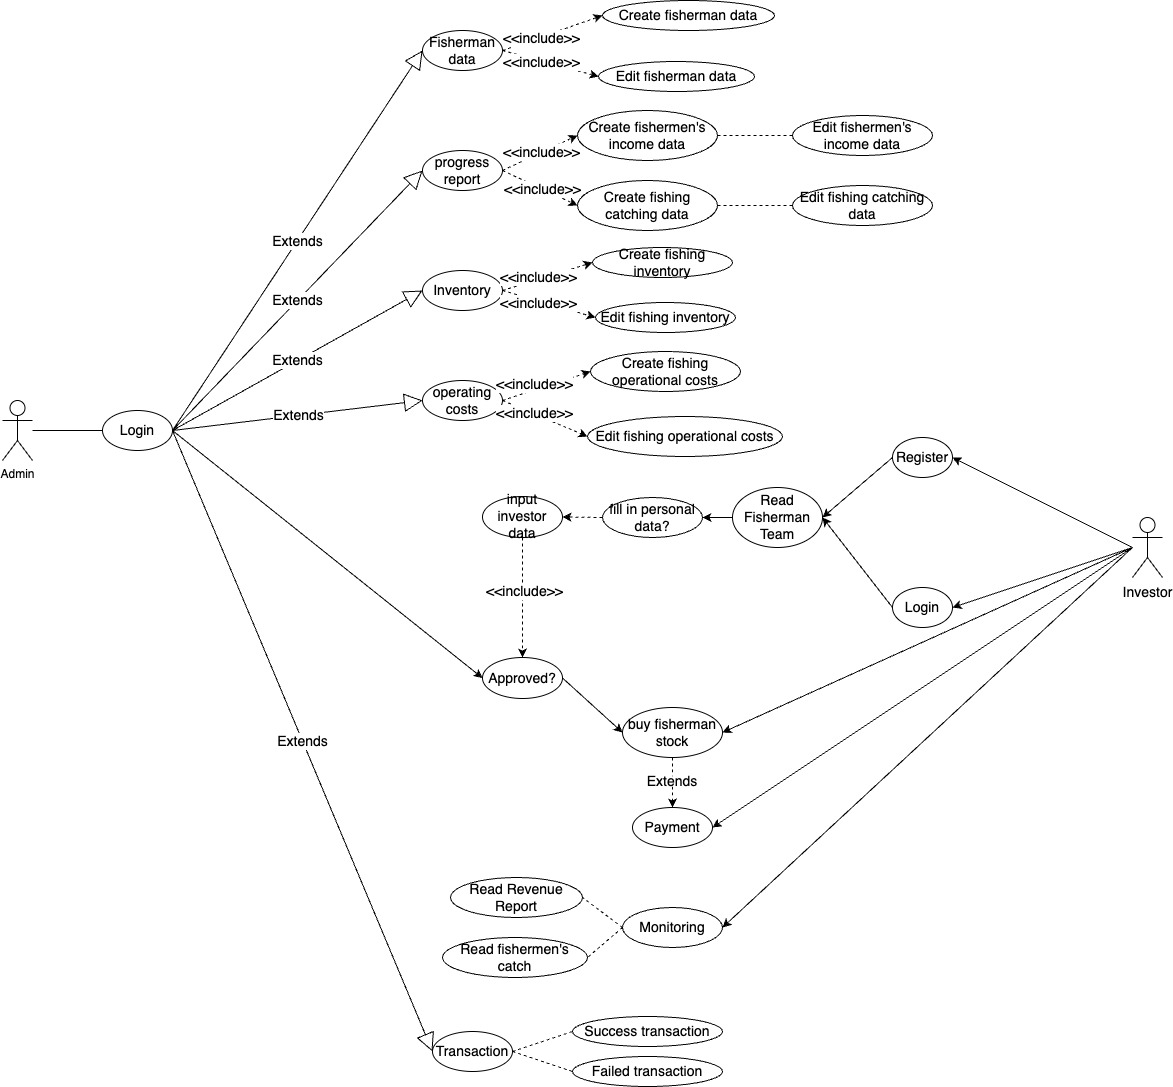 Create fisherman data
<<include>>
Fisherman
data
<<include>>
Edit fisherman data
Create fishermen's
income data
Edit fishermen's
income data
<<include>>
progress
report
<<include>>
Create fishing
catching data
Edit fishing catching
data
Extends
Create fishing
inventory
<<include>>
Inventory
Extends
<<include>>
Edit fishing inventory
Extends
Create fishing
operational costs
<<include>>
operating
costs
<<include>>
Extends
Edit fishing operational costs
Login
Admin
Register
input
investor
data
fill in personal
data?
Read
Fisherman
Team
Investor
<<include>>
Login
Approved?
buy fisherman
stock
Extends
Extends
Payment
Read Revenue
Report
Monitoring
Read fishermen's
catch
Success transaction
Transaction
Failed transaction